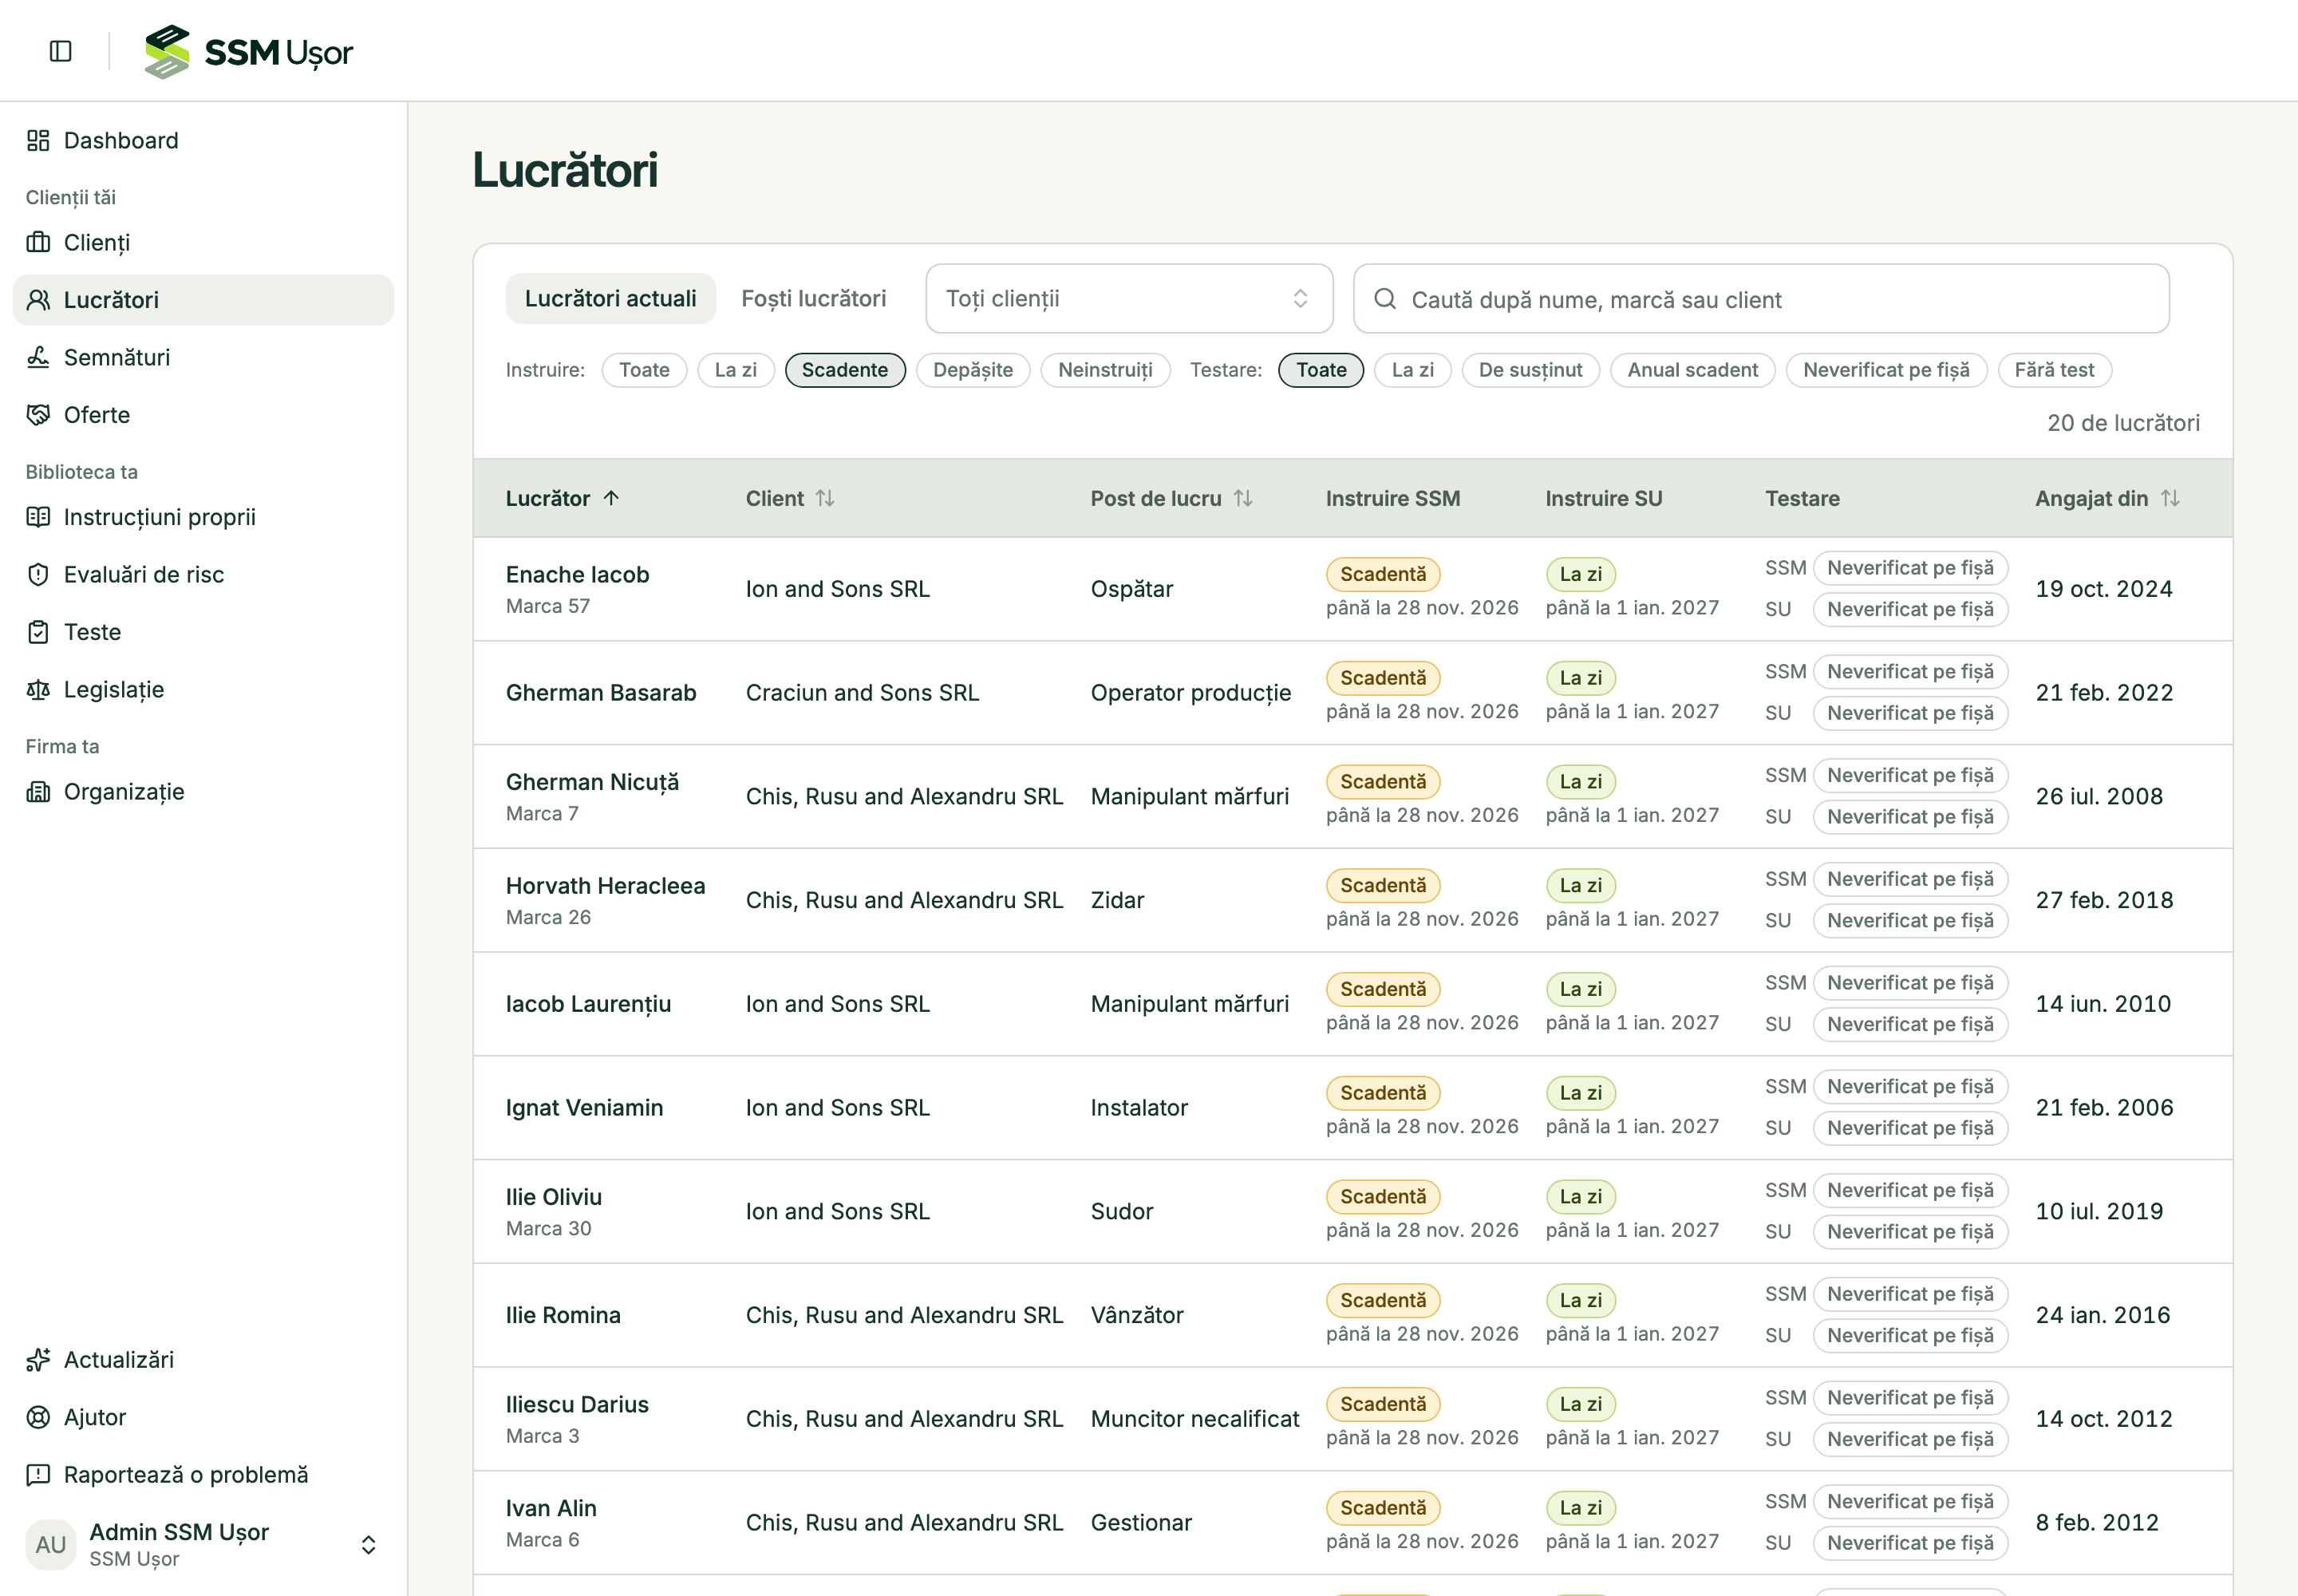 SSM Ușor
Dashboard
Clienții tăi
Clienți
Lucrători
Semnături
Oferte
Biblioteca ta
Instrucțiuni proprii
Evaluări de risc
Teste
Legislație
Firma ta
Organizație
Actualizări
Ajutor
Raportează o problemă
AU
Admin SSM Ușor
SSM Ușor
Lucrători
Lucrători actuali Foști lucrători Toți clienții Caută după nume, marcă sau client
Instruire: Toate La zi Scadente Depășite Neinstruiți Testare: Toate La zi De susținut Anual scadent Neverificat pe fișă Fără test
20 de lucrători
Lucrător Client Post de lucru Instruire SSM Instruire SU Testare Angajat din
Enache Iacob
Marca 57
Ion and Sons SRL
Ospătar
Scadentă
până la 28 nov. 2026
La zi
până la 1 ian. 2027
SSM Neverificat pe fișă
SU Neverificat pe fișă
19 oct. 2024
Gherman Basarab
Craciun and Sons SRL
Operator producție
Scadentă
până la 28 nov. 2026
La zi
până la 1 ian. 2027
SSM Neverificat pe fișă
SU Neverificat pe fișă
21 feb. 2022
Gherman Nicuță
Marca 7
Chis, Rusu and Alexandru SRL
Manipulant mărfuri
Scadentă
până la 28 nov. 2026
La zi
până la 1 ian. 2027
SSM Neverificat pe fișă
SU Neverificat pe fișă
26 iul. 2008
Horvath Heracleea
Marca 26
Chis, Rusu and Alexandru SRL
Zidar
Scadentă
până la 28 nov. 2026
La zi
până la 1 ian. 2027
SSM Neverificat pe fișă
SU Neverificat pe fișă
27 feb. 2018
Iacob Laurențiu
Ion and Sons SRL
Manipulant mărfuri
Scadentă
până la 28 nov. 2026
La zi
până la 1 ian. 2027
SSM Neverificat pe fișă
SU Neverificat pe fișă
14 iun. 2010
Ignat Veniamin
Ion and Sons SRL
Instalator
Scadentă
până la 28 nov. 2026
La zi
până la 1 ian. 2027
SSM Neverificat pe fișă
SU Neverificat pe fișă
21 feb. 2006
Ilie Oliviu
Marca 30
Ion and Sons SRL
Sudor
Scadentă
până la 28 nov. 2026
La zi
până la 1 ian. 2027
SSM Neverificat pe fișă
SU Neverificat pe fișă
10 iul. 2019
Ilie Romina
Chis, Rusu and Alexandru SRL
Vânzător
Scadentă
până la 28 nov. 2026
La zi
până la 1 ian. 2027
SSM Neverificat pe fișă
SU Neverificat pe fișă
24 ian. 2016
Iliescu Darius
Marca 3
Chis, Rusu and Alexandru SRL
Muncitor necalificat
Scadentă
până la 28 nov. 2026
La zi
până la 1 ian. 2027
SSM Neverificat pe fișă
SU Neverificat pe fișă
14 oct. 2012
Ivan Alin
Marca 6
Chis, Rusu and Alexandru SRL
Gestionar
Scadentă
până la 28 nov. 2026
La zi
până la 1 ian. 2027
SSM Neverificat pe fișă
SU Neverificat pe fișă
8 feb. 2012